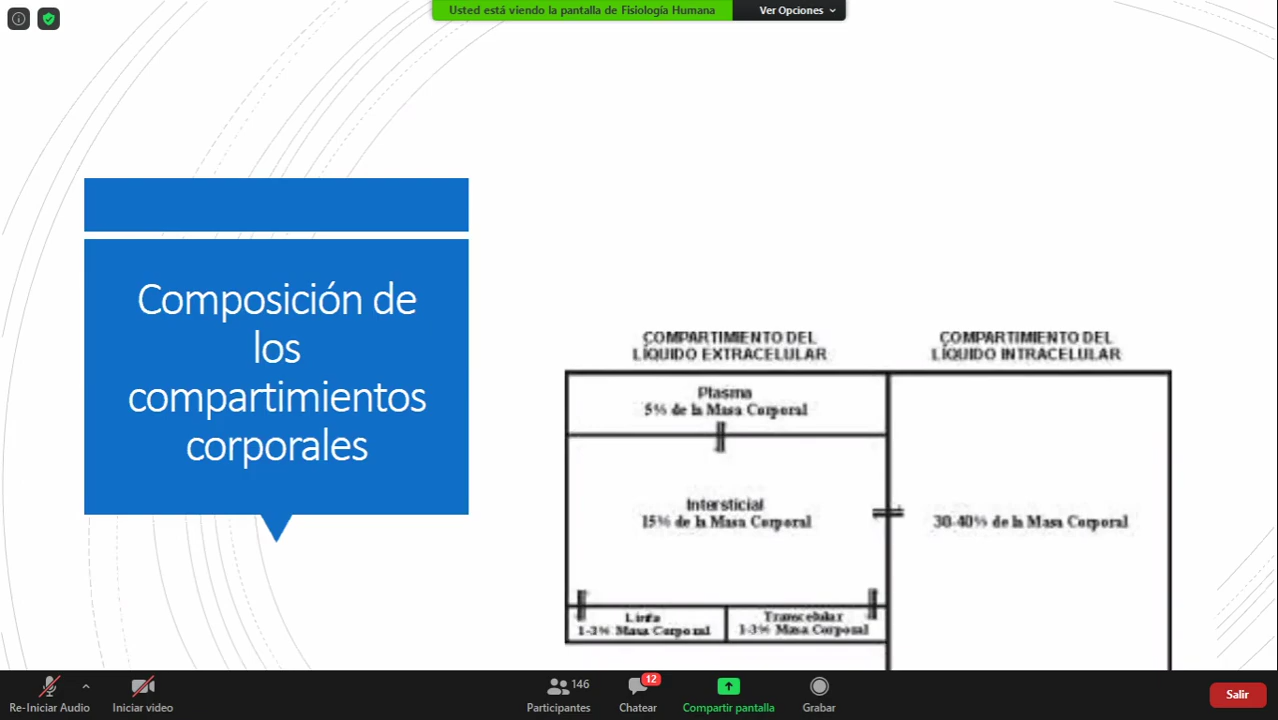 Usted está viendo la pantalla de Fisiología Humana
Ver Opciones
Composición de
los
compartimientos
corporales
COMPARTIMIENTO DEL
LÍQUIDO EXTRACELULAR
COMPARTIMIENTO DEL
LÍQUIDO INTRACELULAR
Plasma
5% de la Masa Corporal
Intersticial
15% de la Masa Corporal
30-40% de la Masa Corporal
Linfa
1-3% Masa Corporal
Transcelular
1-3% Masa Corporal
Re-Iniciar Audio
Iniciar video
146
Participantes
12
Chatear
Compartir pantalla
Grabar
Salir